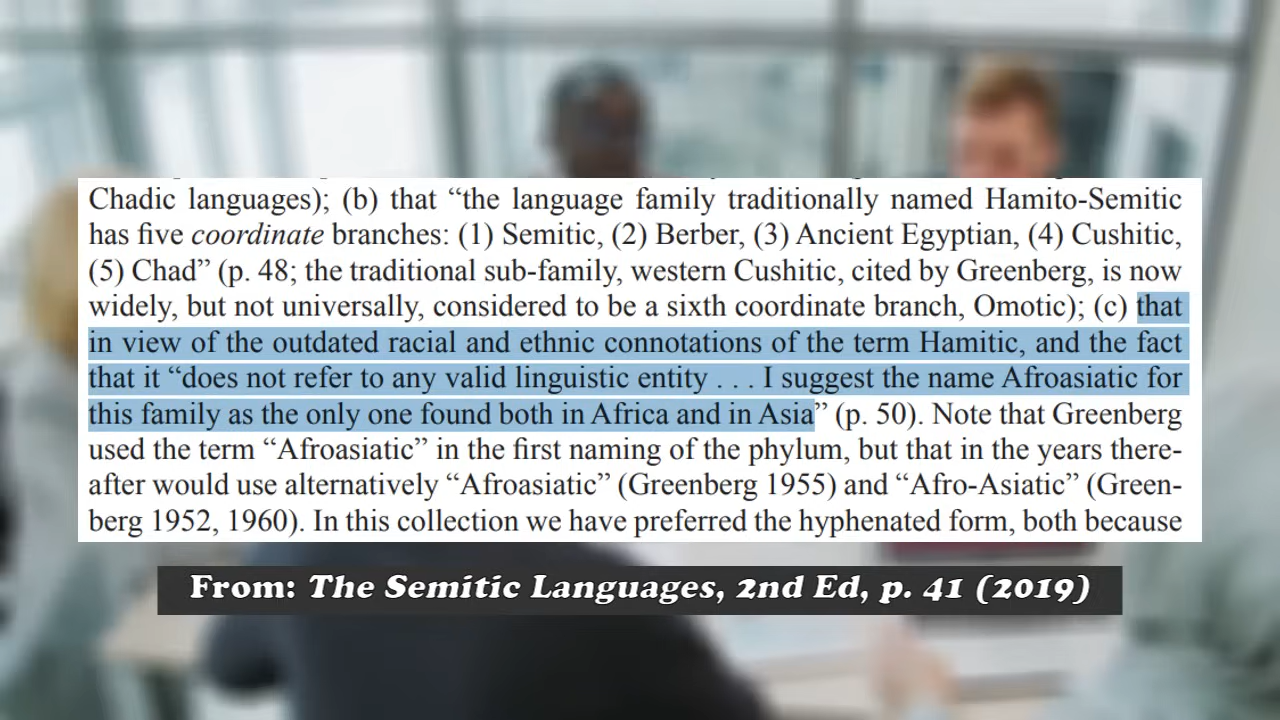 Chadic languages); (b) that “the language family traditionally named Hamito-Semitic
has five coordinate branches: (1) Semitic, (2) Berber, (3) Ancient Egyptian, (4) Cushitic,
(5) Chad” (p. 48; the traditional sub-family, western Cushitic, cited by Greenberg, is now
widely, but not universally, considered to be a sixth coordinate branch, Omotic); (c) that
in view of the outdated racial and ethnic connotations of the term Hamitic, and the fact
that it “does not refer to any valid linguistic entity . . . I suggest the name Afroasiatic for
this family as the only one found both in Africa and in Asia” (p. 50). Note that Greenberg
used the term “Afroasiatic” in the first naming of the phylum, but that in the years there-
after would use alternatively “Afroasiatic” (Greenberg 1955) and “Afro-Asiatic” (Green-
berg 1952, 1960). In this collection we have preferred the hyphenated form, both because
From: The Semitic Languages, 2nd Ed, p. 41 (2019)